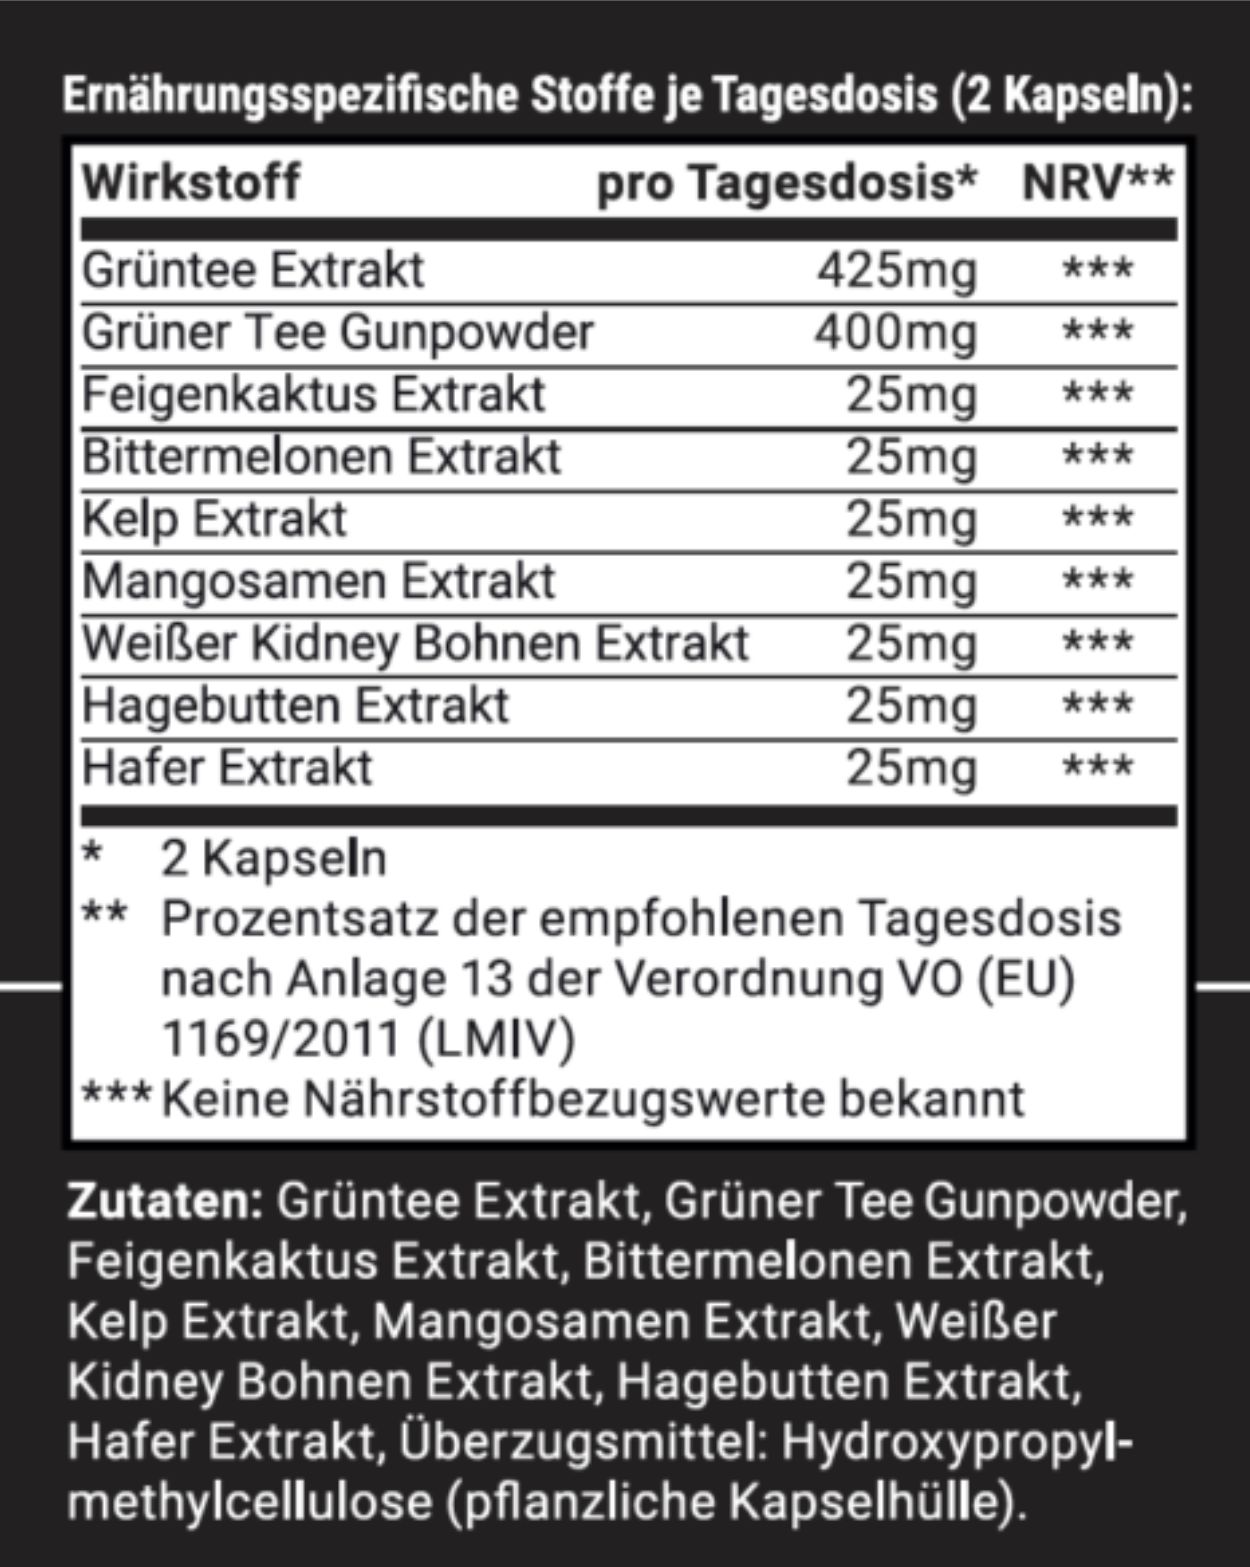 Ernährungsspezifische Stoffe je Tagesdosis (2 Kapseln):
Wirkstoff pro Tagesdosis* NRV**
Grüntee Extrakt 425mg ***
Grüner Tee Gunpowder 400mg ***
Feigenkaktus Extrakt 25mg ***
Bittermelonen Extrakt 25mg ***
Kelp Extrakt 25mg ***
Mangosamen Extrakt 25mg ***
Weißer Kidney Bohnen Extrakt 25mg ***
Hagebutten Extrakt 25mg ***
Hafer Extrakt 25mg ***
* 2 Kapseln
** Prozentsatz der empfohlenen Tagesdosis
nach Anlage 13 der Verordnung VO (EU)
1169/2011 (LMIV)
*** Keine Nährstoffbezugswerte bekannt
Zutaten: Grüntee Extrakt, Grüner Tee Gunpowder,
Feigenkaktus Extrakt, Bittermelonen Extrakt,
Kelp Extrakt, Mangosamen Extrakt, Weißer
Kidney Bohnen Extrakt, Hagebutten Extrakt,
Hafer Extrakt, Überzugsmittel: Hydroxypropyl-
methylcellulose (pflanzliche Kapselhülle).